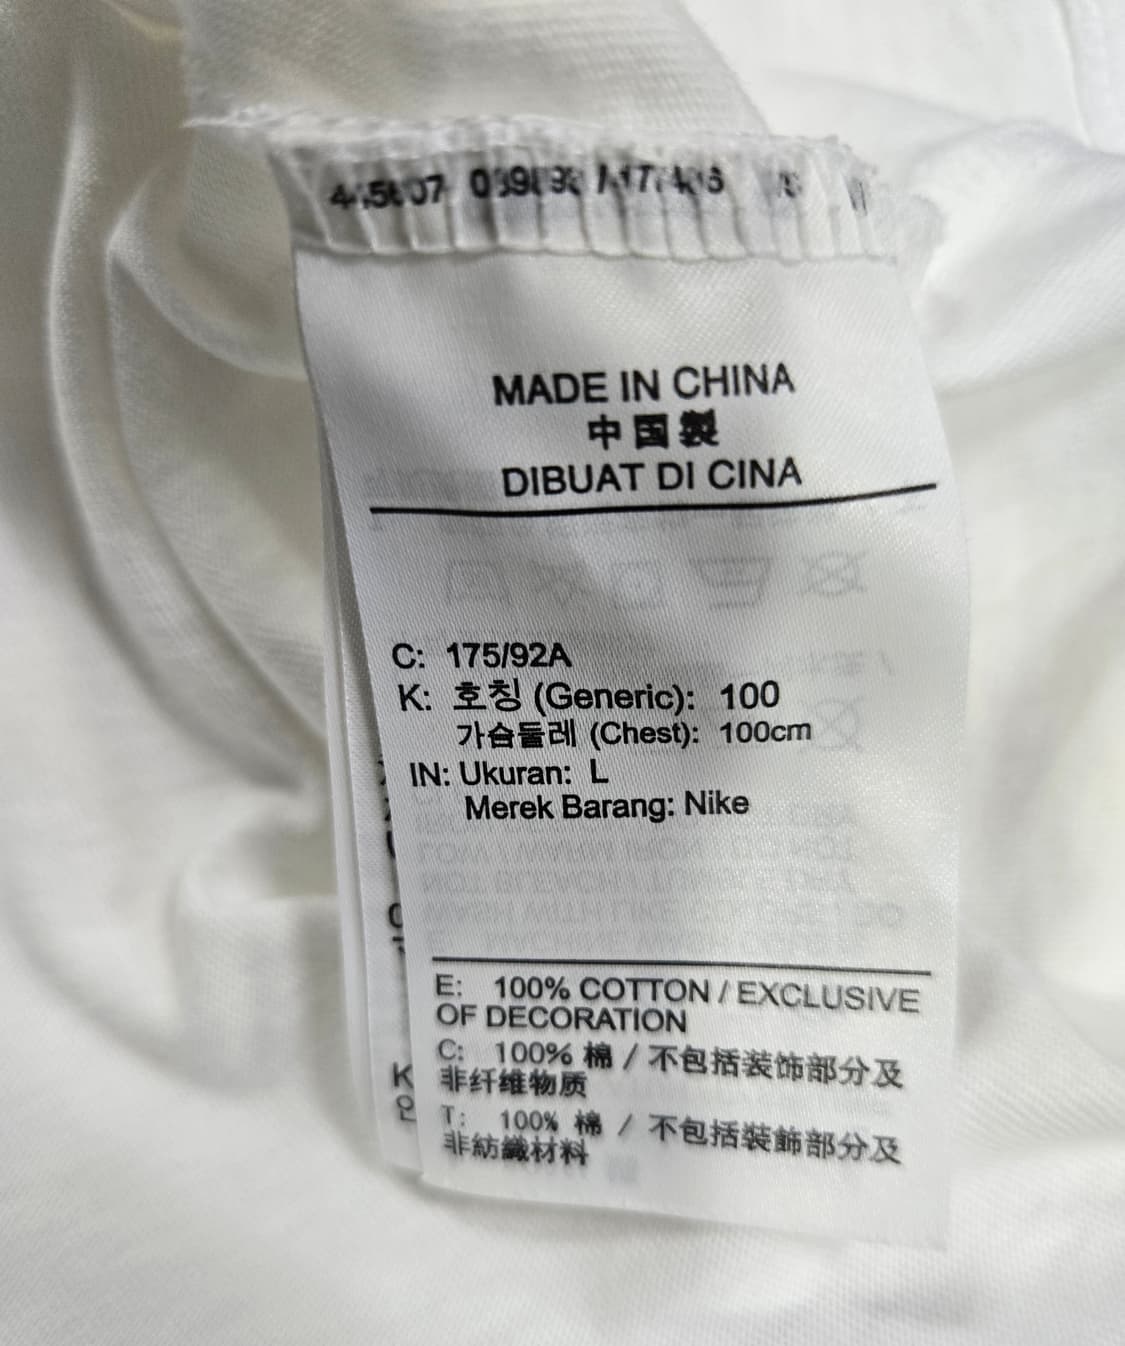 MADE IN CHINA
中国製
DIBUAT DI CINA
C: 175/92A
K: 호칭 (Generic): 100
가슴둘레 (Chest): 100cm
IN: Ukuran: L
Merek Barang: Nike
E: 100% COTTON / EXCLUSIVE
OF DECORATION
C: 100% 棉 / 不包括装饰部分及
非纤维物质
T: 100% 棉 / 不包括裝飾部分及
非紡織材料
K
안